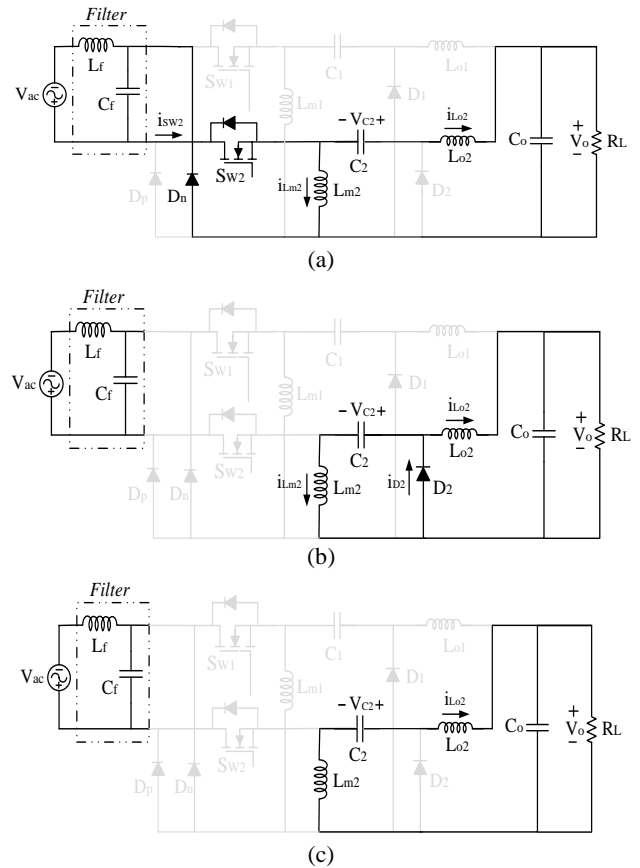 Filter
Lf
Vac
Cf
SW1
C1
Lo1
Lm1
D1
iSW2
SW2
- VC2 +
C2
iLo2
Lo2
Co
+
Vo
-
RL
iLm2
Lm2
Dp
Dn
D2
(a)
Filter
Lf
Vac
Cf
SW1
C1
Lo1
Lm1
D1
SW2
- VC2 +
C2
iLo2
Lo2
Co
+
Vo
-
RL
iLm2
Lm2
iD2
D2
Dp
Dn
(b)
Filter
Lf
Vac
Cf
SW1
C1
Lo1
Lm1
D1
SW2
- VC2 +
C2
iLo2
Lo2
Co
+
Vo
-
RL
Lm2
Dp
Dn
D2
(c)